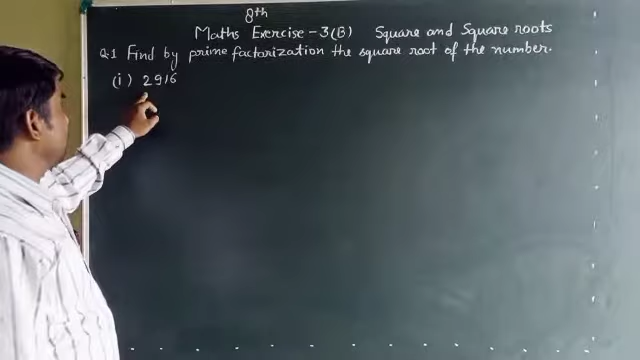 8th
Maths Exercise - 3(B) Square and Square roots
Q.1 Find by prime factorization the square root of the number.
(i) 2916